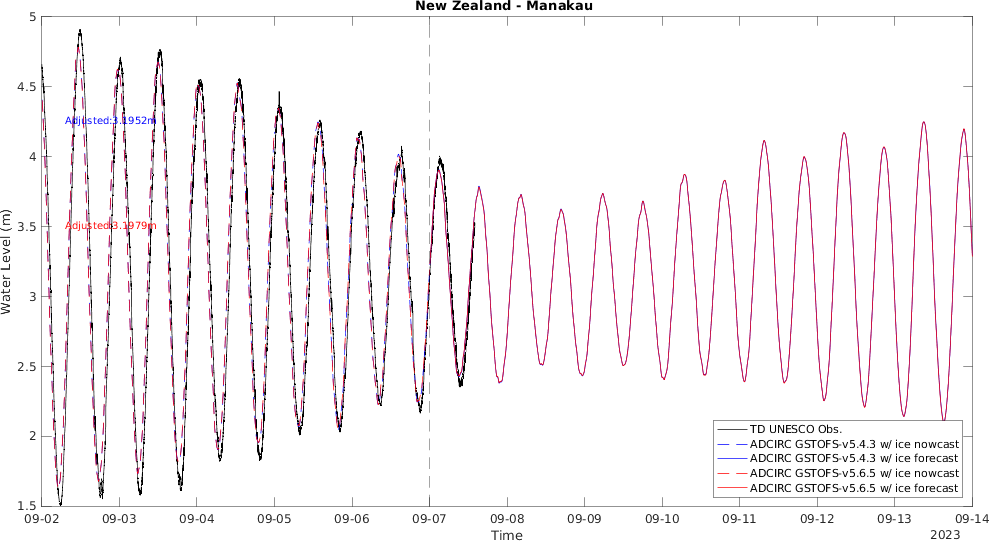 New Zealand - Manakau
Water Level (m)
5
4.5
4
3.5
3
2.5
2
1.5
Adjusted:3.1952m
Adjusted:3.1979m
TD UNESCO Obs.
ADCIRC GSTOFS-v5.4.3 w/ ice nowcast
ADCIRC GSTOFS-v5.4.3 w/ ice forecast
ADCIRC GSTOFS-v5.6.5 w/ ice nowcast
ADCIRC GSTOFS-v5.6.5 w/ ice forecast
09-02 09-03 09-04 09-05 09-06 09-07 09-08 09-09 09-10 09-11 09-12 09-13 09-14
Time
2023